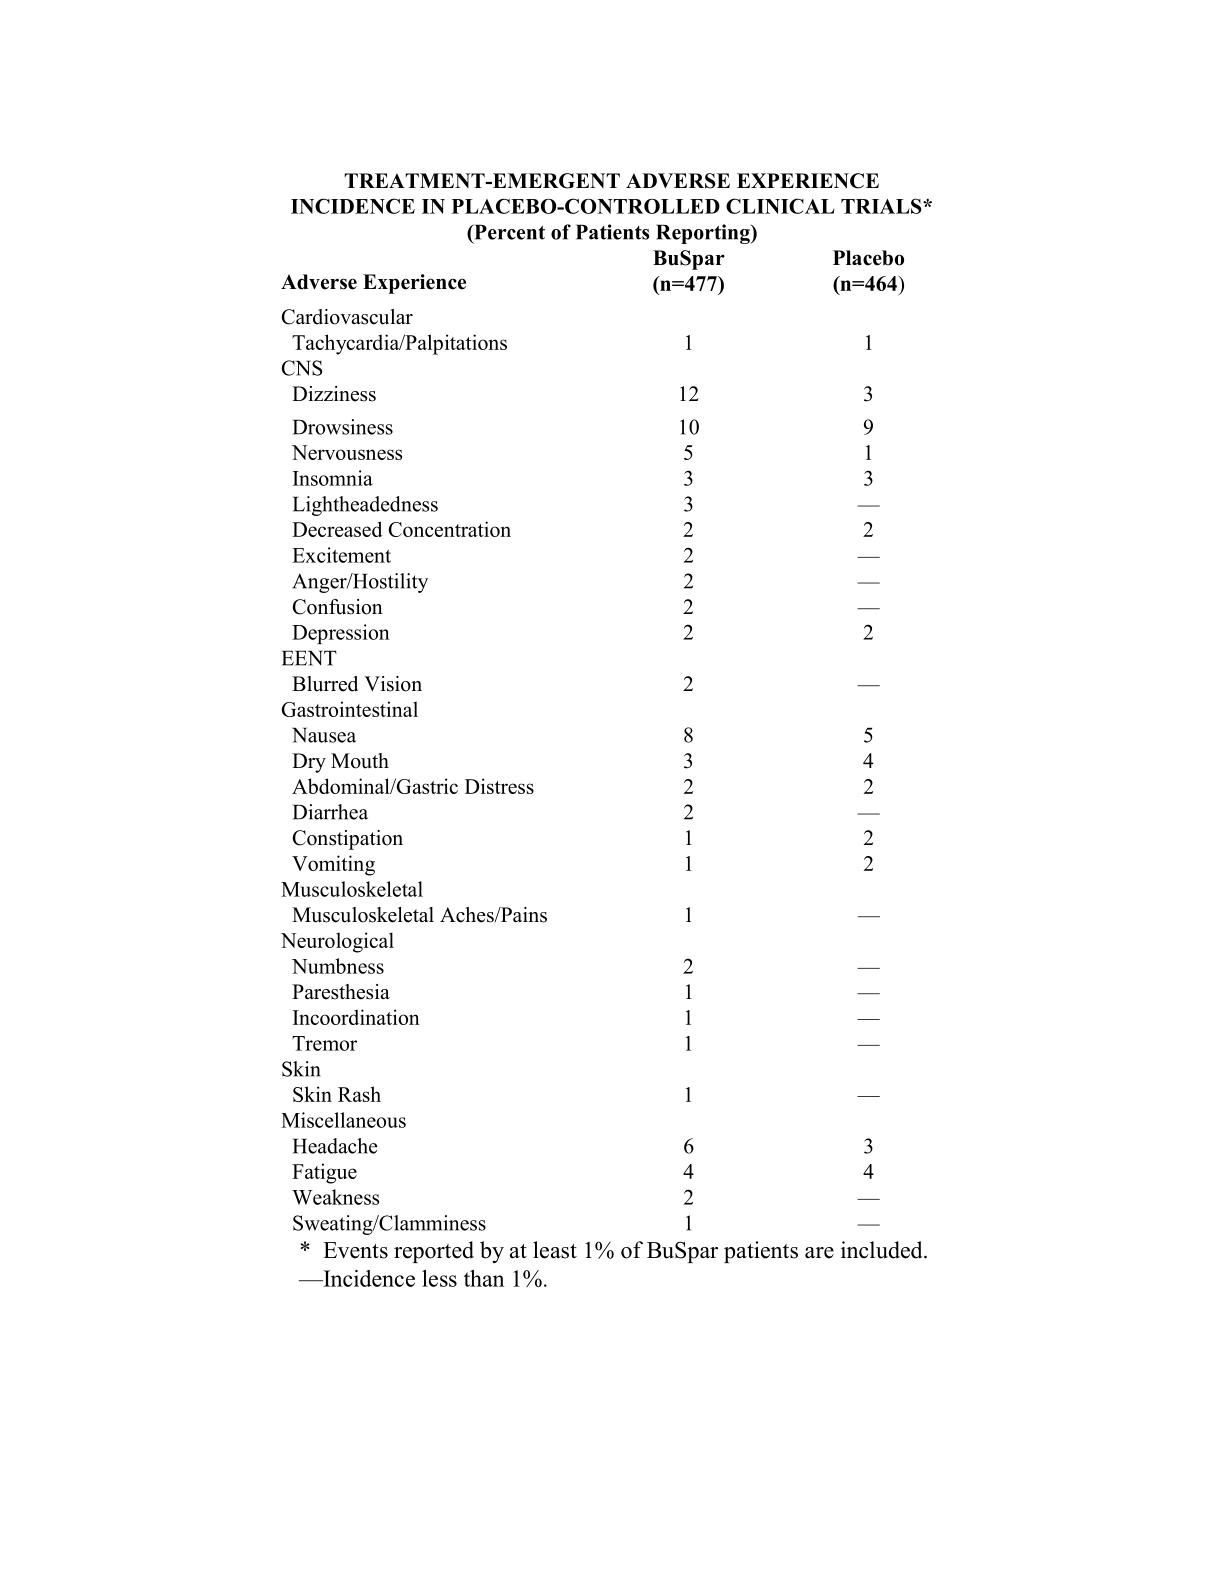 TREATMENT-EMERGENT ADVERSE EXPERIENCE
INCIDENCE IN PLACEBO-CONTROLLED CLINICAL TRIALS*
(Percent of Patients Reporting)
BuSpar Placebo
Adverse Experience (n=477) (n=464)
Cardiovascular
Tachycardia/Palpitations 1 1
CNS
Dizziness 12 3
Drowsiness 10 9
Nervousness 5 1
Insomnia 3 3
Lightheadedness 3 —
Decreased Concentration 2 2
Excitement 2 —
Anger/Hostility 2 —
Confusion 2 —
Depression 2 2
EENT
Blurred Vision 2 —
Gastrointestinal
Nausea 8 5
Dry Mouth 3 4
Abdominal/Gastric Distress 2 2
Diarrhea 2 —
Constipation 1 2
Vomiting 1 2
Musculoskeletal
Musculoskeletal Aches/Pains 1 —
Neurological
Numbness 2 —
Paresthesia 1 —
Incoordination 1 —
Tremor 1 —
Skin
Skin Rash 1 —
Miscellaneous
Headache 6 3
Fatigue 4 4
Weakness 2 —
Sweating/Clamminess 1 —
* Events reported by at least 1% of BuSpar patients are included.
—Incidence less than 1%.